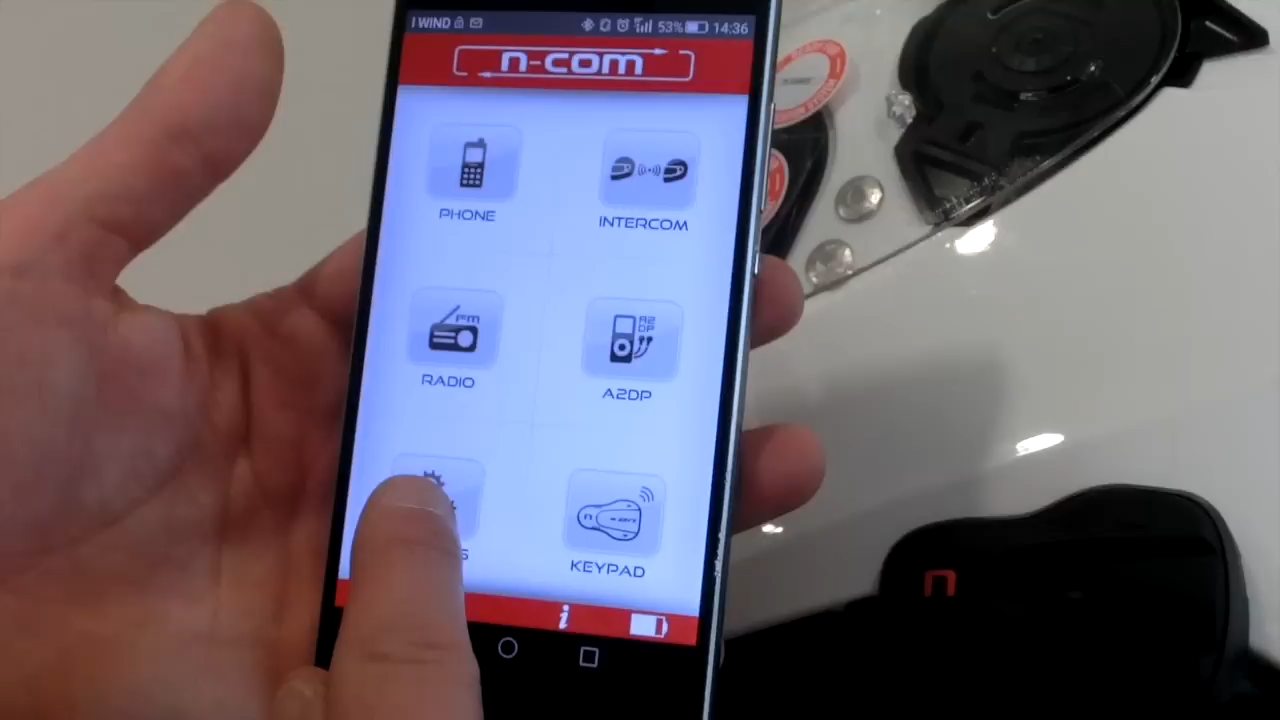 I WIND 53% 14:36
n-com
PHONE
INTERCOM
FM
RADIO
A2
DP
A2DP
KEYPAD
i
n